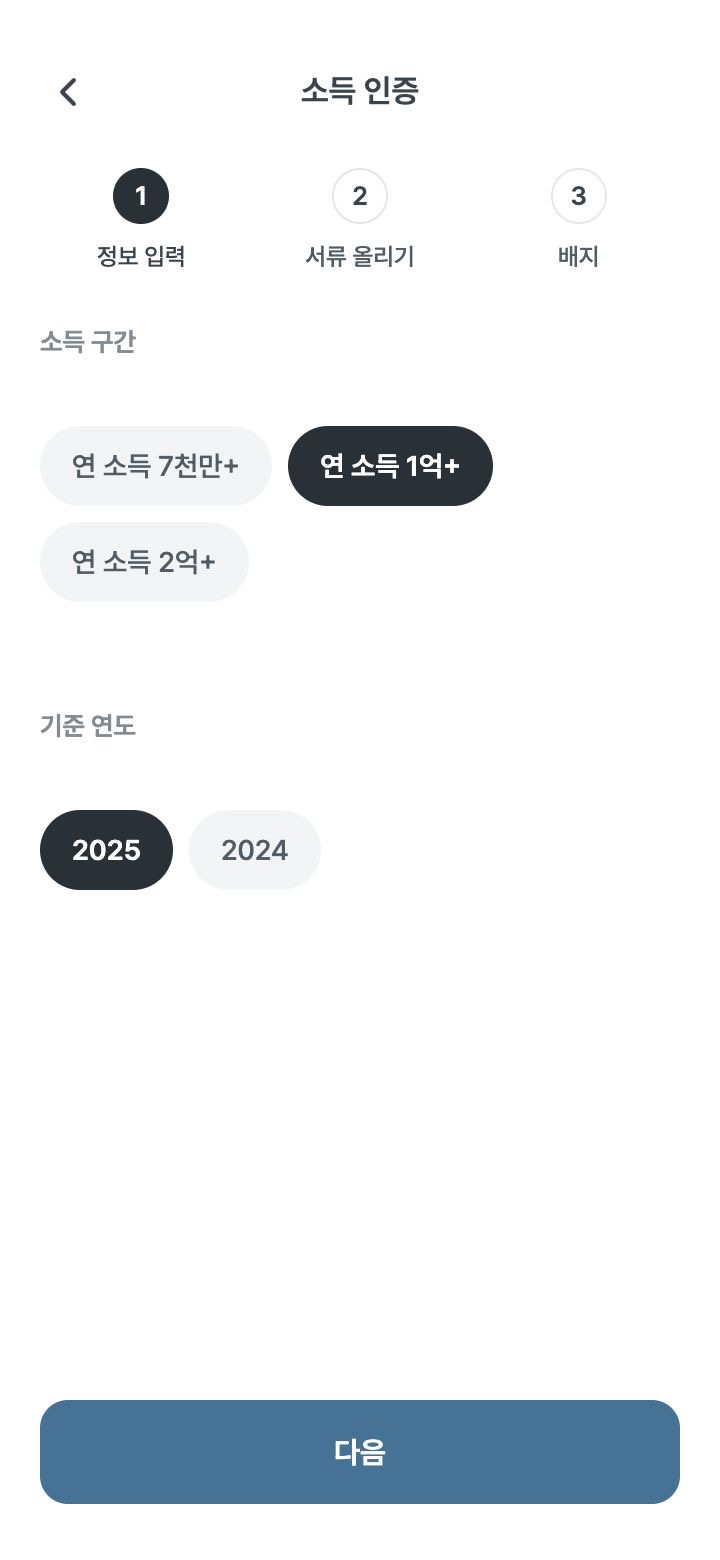 소득 인증
1 2 3
정보 입력 서류 올리기 배지
소득 구간
연 소득 7천만+ 연 소득 1억+
연 소득 2억+
기준 연도
2025 2024
다음